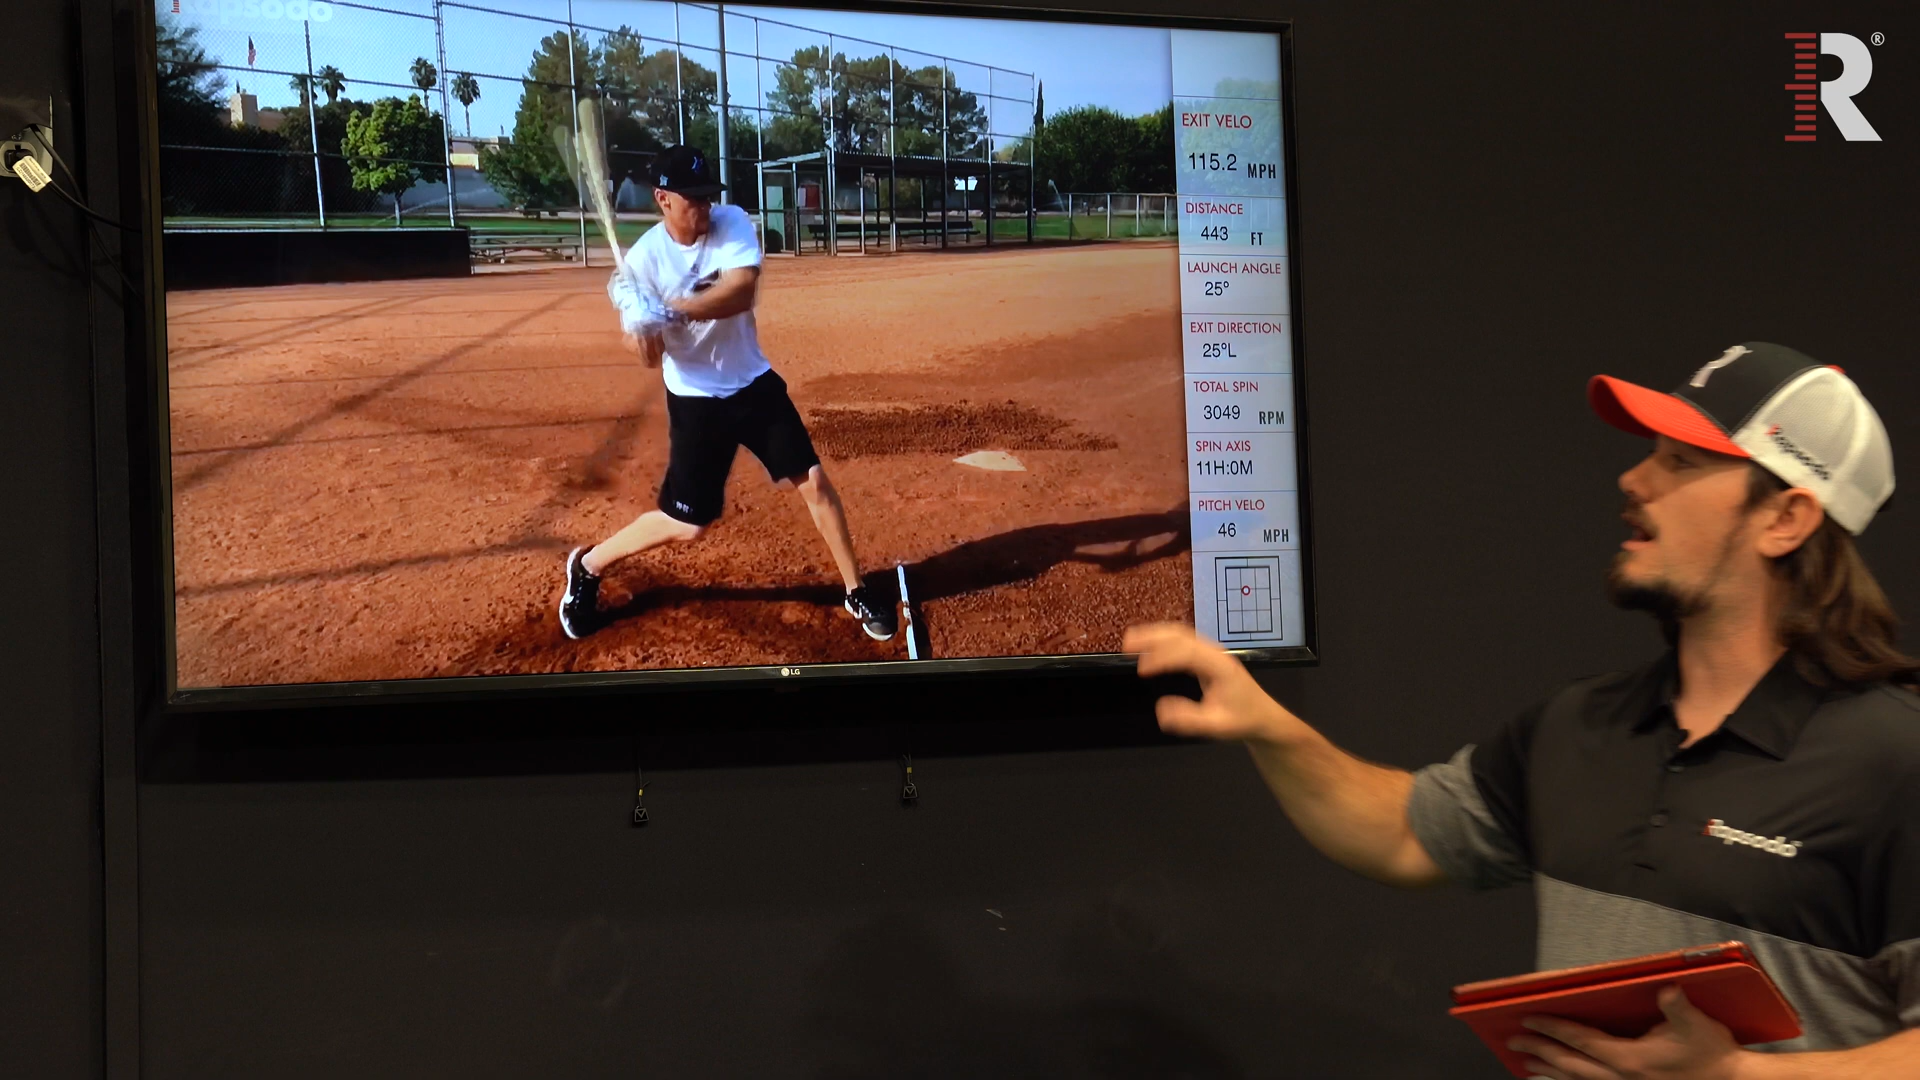 Rapsodo
R®
EXIT VELO
115.2 MPH
DISTANCE
443 FT
LAUNCH ANGLE
25°
EXIT DIRECTION
25°L
TOTAL SPIN
3049 RPM
SPIN AXIS
11H:0M
PITCH VELO
46 MPH
LG
R
Rapsodo
Rapsodo